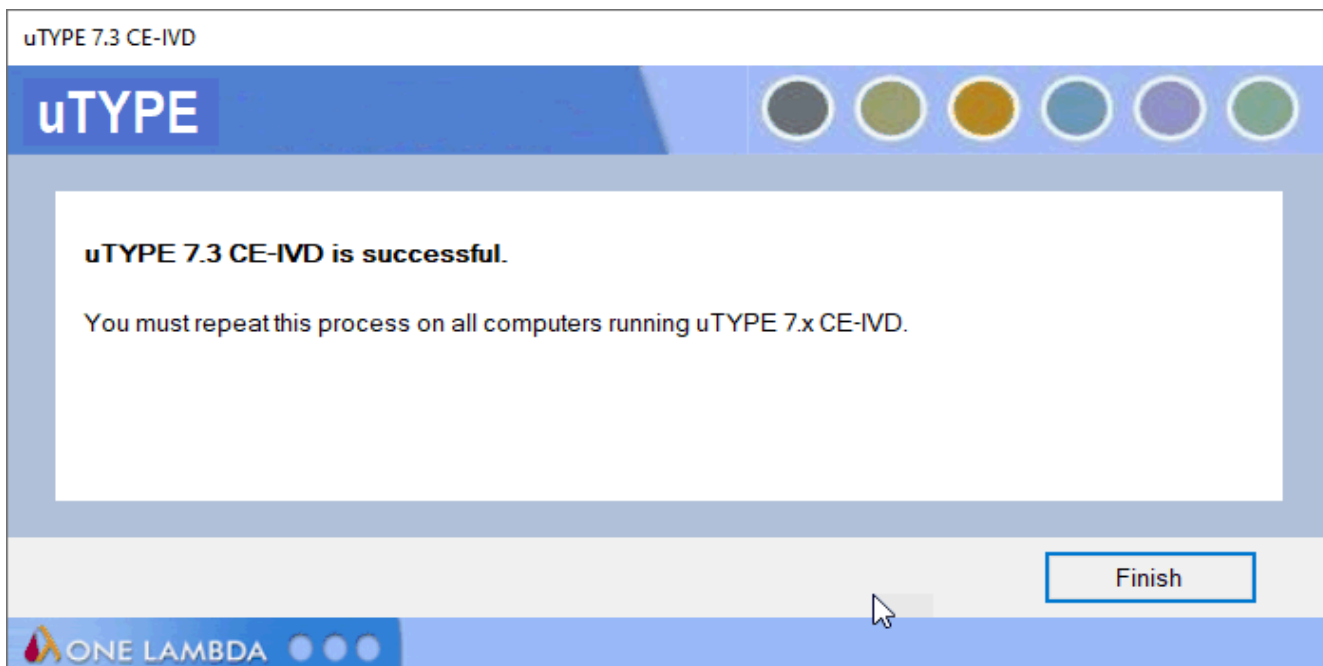 uTYPE 7.3 CE-IVD
uTYPE
uTYPE 7.3 CE-IVD is successful.
You must repeat this process on all computers running uTYPE 7.x CE-IVD.
Finish
ONE LAMBDA